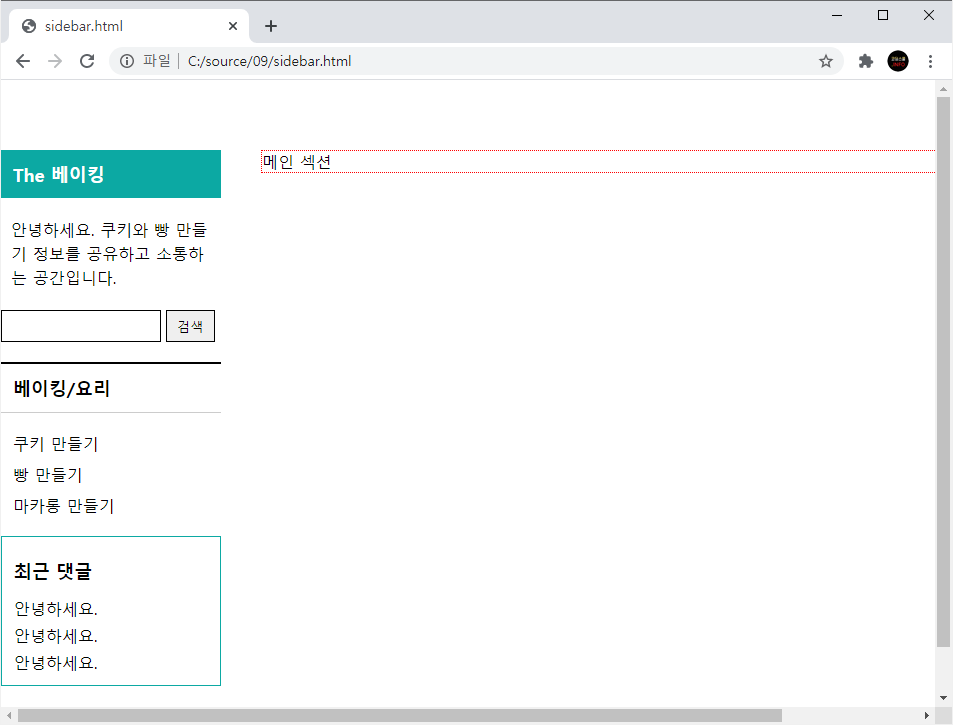 sidebar.html
파일
C:/source/09/sidebar.html
The 베이킹
안녕하세요. 쿠키와 빵 만들
기 정보를 공유하고 소통하
는 공간입니다.
검색
베이킹/요리
쿠키 만들기
빵 만들기
마카롱 만들기
최근 댓글
안녕하세요.
안녕하세요.
안녕하세요.
메인 섹션